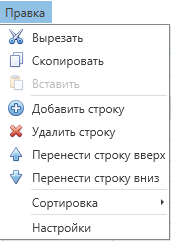 Правка
Вырезать
Скопировать
Вставить
Добавить строку
Удалить строку
Перенести строку вверх
Перенести строку вниз
Сортировка
Настройки